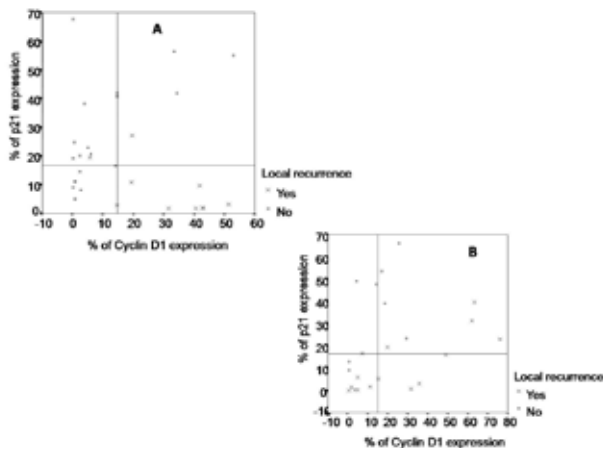 A
70
60
50
40
30
20
10
0
% of p21 expression
-10 0 10 20 30 40 50 60
% of Cyclin D1 expression
Local recurrence
× Yes
No
B
70
60
50
40
30
20
10
0
-10
% of p21 expression
-10 0 10 20 30 40 50 60 70 80
% of Cyclin D1 expression
Local recurrence
Yes
No